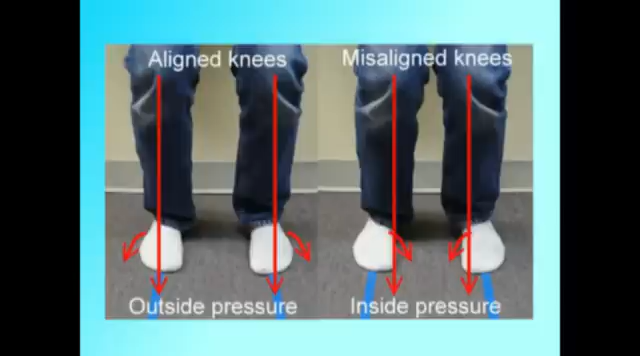 Aligned knees
Misaligned knees
Outside pressure
Inside pressure